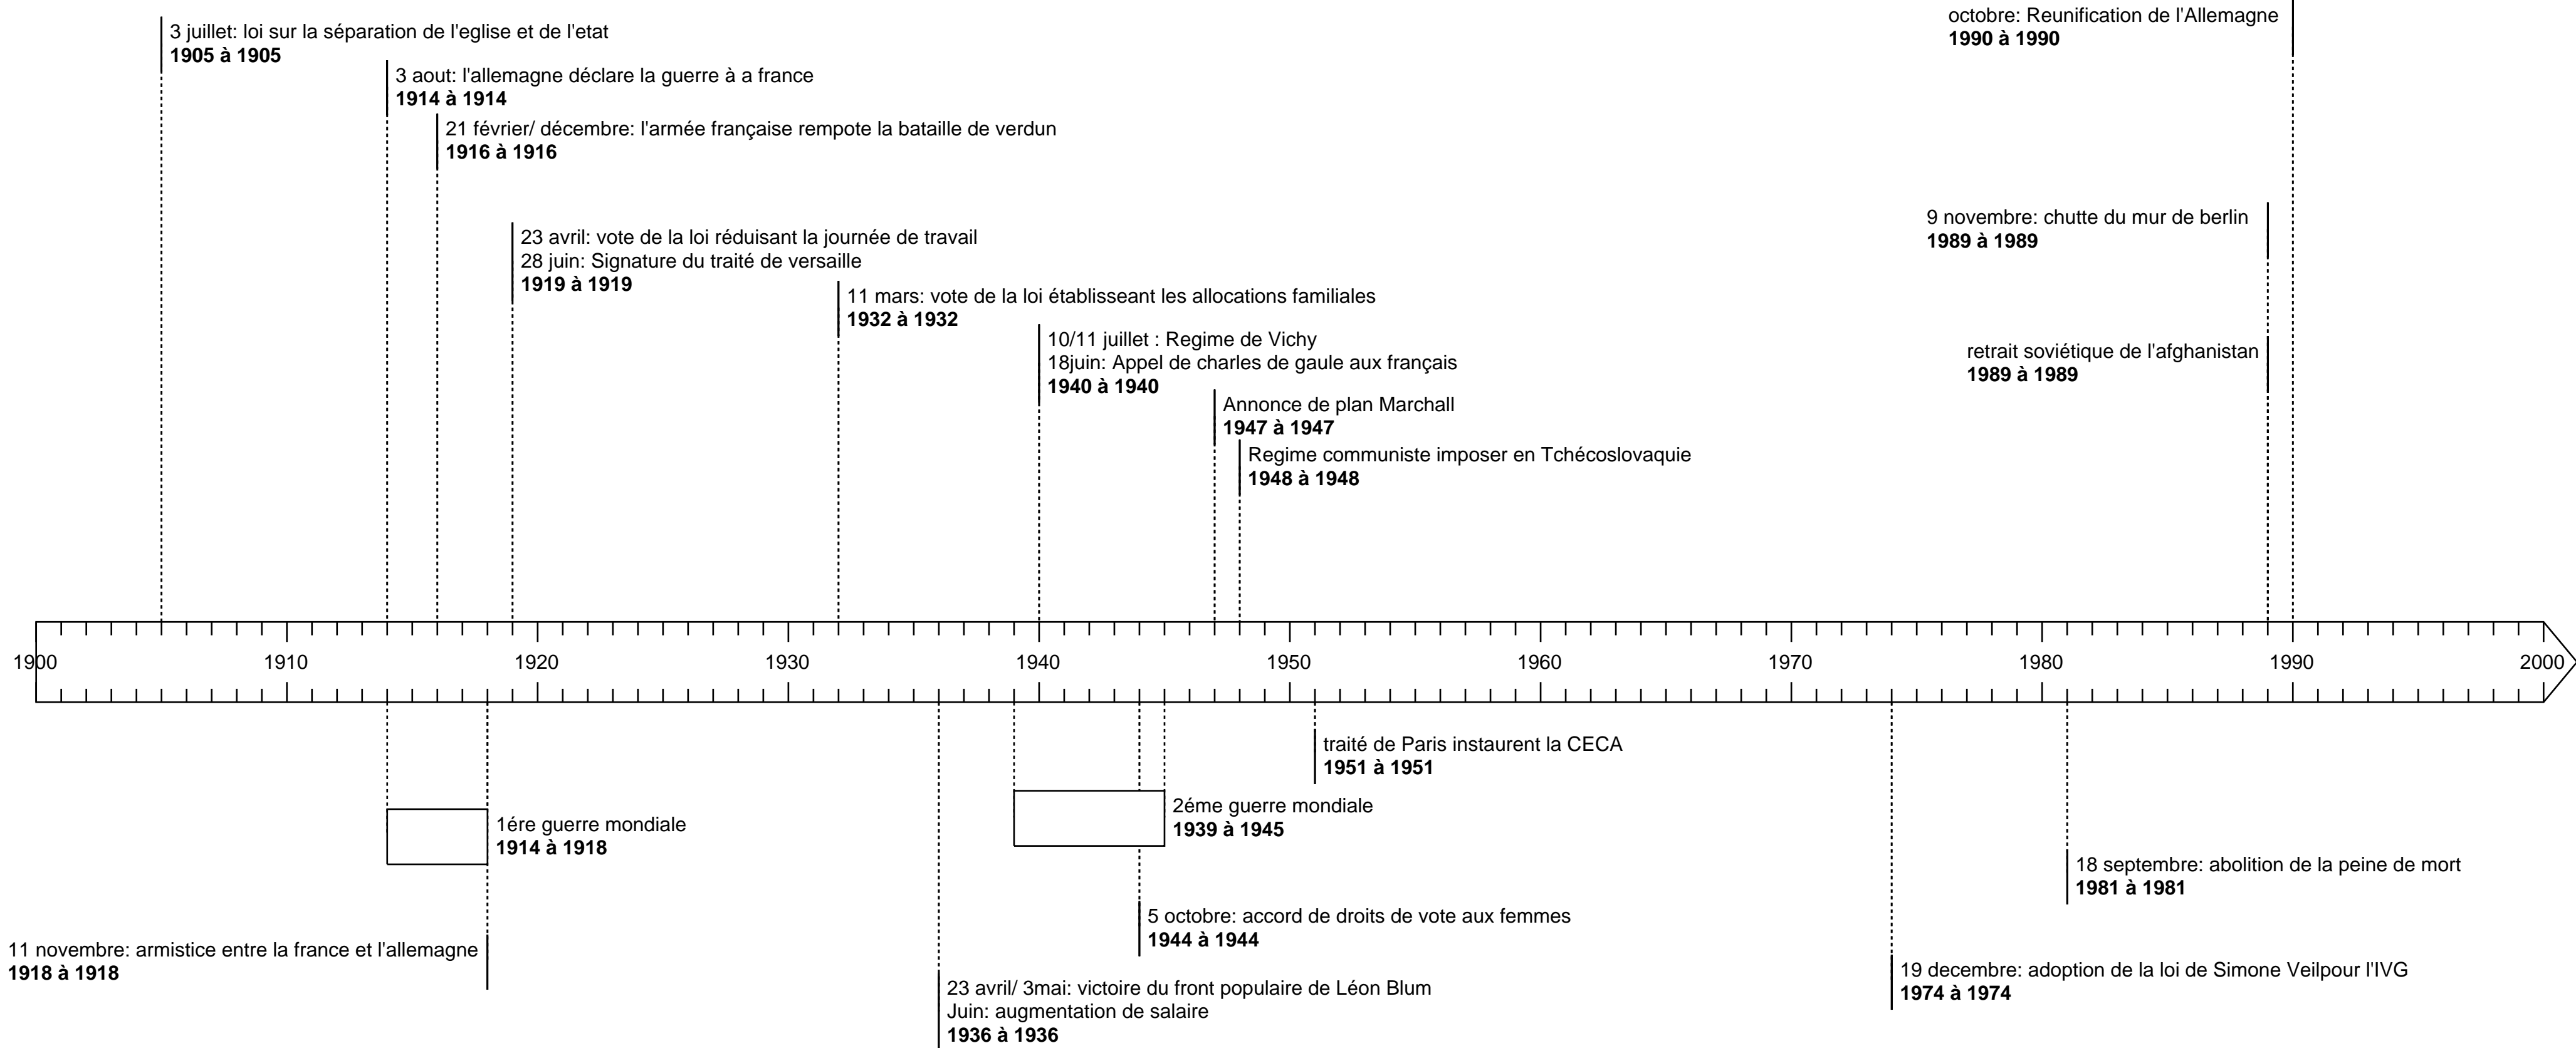 octobre: Reunification de l'Allemagne
1990 à 1990
3 juillet: loi sur la séparation de l'eglise et de l'etat
1905 à 1905
3 aout: l'allemagne déclare la guerre à a france
1914 à 1914
21 février/ décembre: l'armée française rempote la bataille de verdun
1916 à 1916
9 novembre: chutte du mur de berlin
1989 à 1989
23 avril: vote de la loi réduisant la journée de travail
28 juin: Signature du traité de versaille
1919 à 1919
11 mars: vote de la loi établisseant les allocations familiales
1932 à 1932
10/11 juillet : Regime de Vichy
18juin: Appel de charles de gaule aux français
1940 à 1940
retrait soviétique de l'afghanistan
1989 à 1989
Annonce de plan Marchall
1947 à 1947
Regime communiste imposer en Tchécoslovaquie
1948 à 1948
1900 1910 1920 1930 1940 1950 1960 1970 1980 1990 2000
traité de Paris instaurent la CECA
1951 à 1951
2éme guerre mondiale
1939 à 1945
1ére guerre mondiale
1914 à 1918
18 septembre: abolition de la peine de mort
1981 à 1981
5 octobre: accord de droits de vote aux femmes
1944 à 1944
11 novembre: armistice entre la france et l'allemagne
1918 à 1918
19 decembre: adoption de la loi de Simone Veilpour l'IVG
1974 à 1974
23 avril/ 3mai: victoire du front populaire de Léon Blum
Juin: augmentation de salaire
1936 à 1936